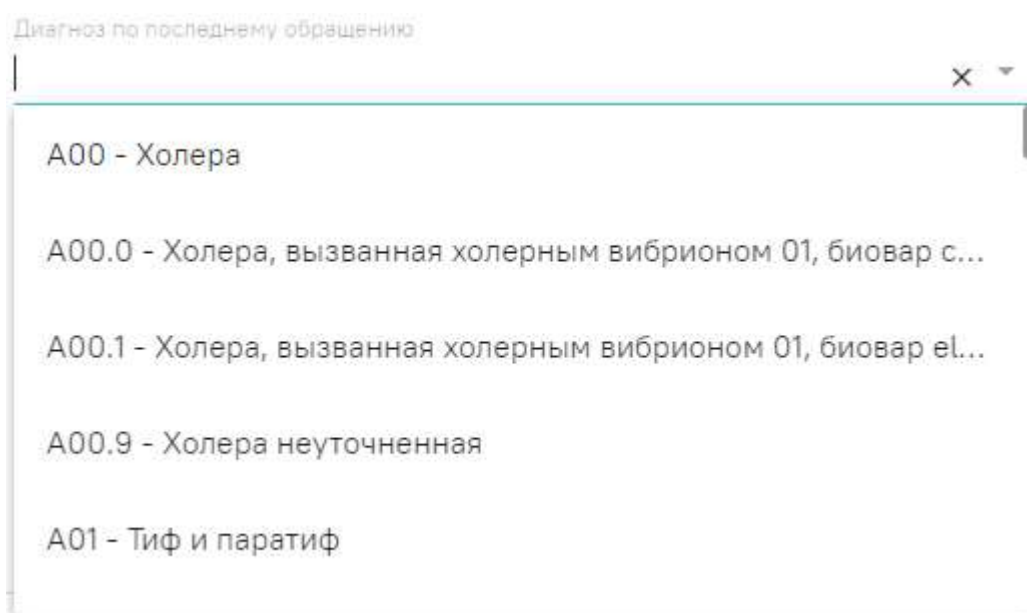 Диагноз по последнему обращению
A00 - Холера
A00.0 - Холера, вызванная холерным вибрионом 01, биовар c...
A00.1 - Холера, вызванная холерным вибрионом 01, биовар el...
A00.9 - Холера неуточненная
A01 - Тиф и паратиф